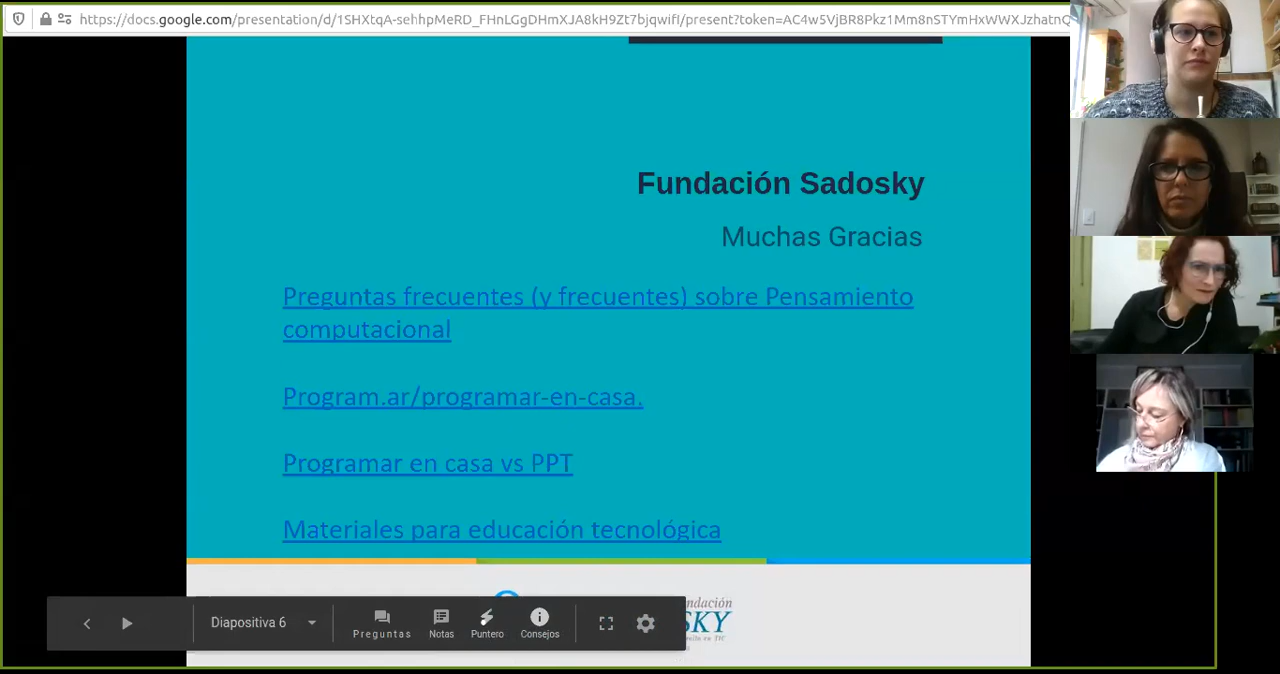 https://docs.google.com/presentation/d/1SHXtqA-sehhpMeRD_FHnLGgDHmXJA8kH9Zt7bjqwifI/present?token=AC4w5VjBR8Pkz1Mm8nSTYmHxWWXJzhatnQ
Fundación Sadosky
Muchas Gracias
Preguntas frecuentes (y frecuentes) sobre Pensamiento
computacional
Program.ar/programar-en-casa.
Programar en casa vs PPT
Materiales para educación tecnológica
ndación
SKY
Diapositiva 6
Preguntas
Notas
Puntero
Consejos